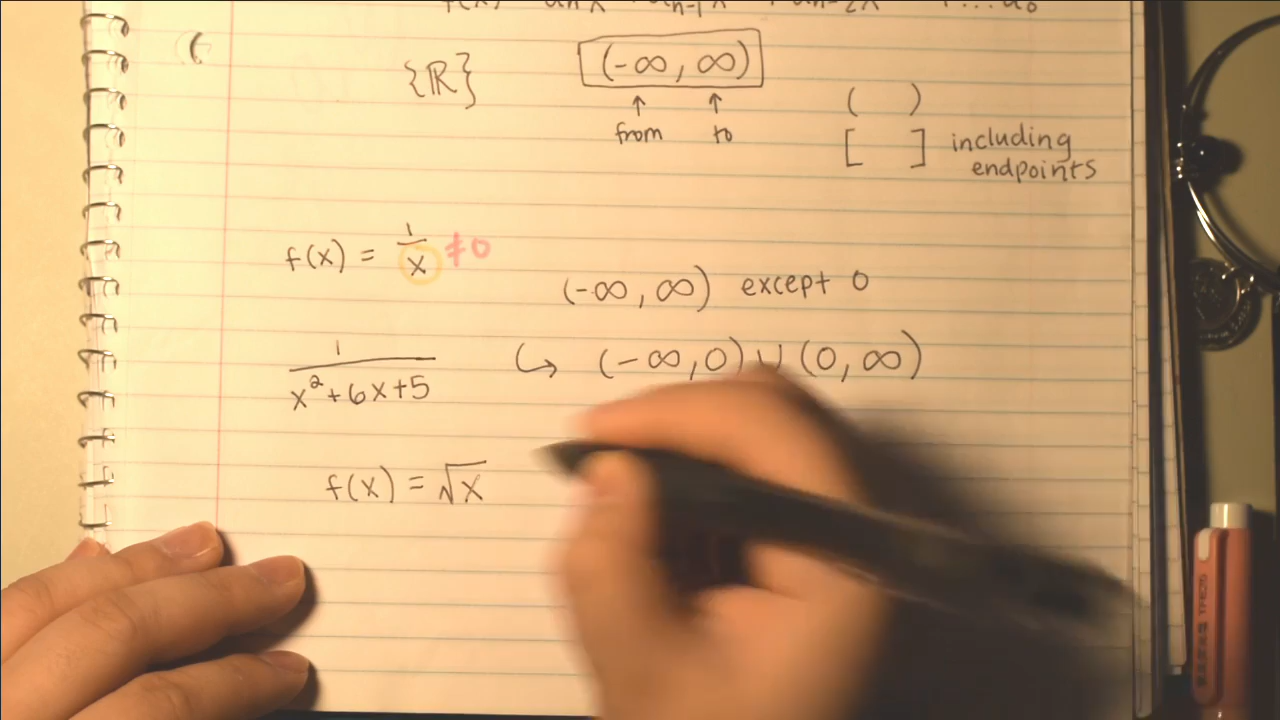 {ℝ} (-∞, ∞)
↑ ↑ ( )
from to [ ] including
endpoints
f(x) = 1/x ≠0
(-∞, ∞) except 0
1/(x²+6x+5) ↪ (-∞,0) ∪ (0,∞)
f(x) = √x